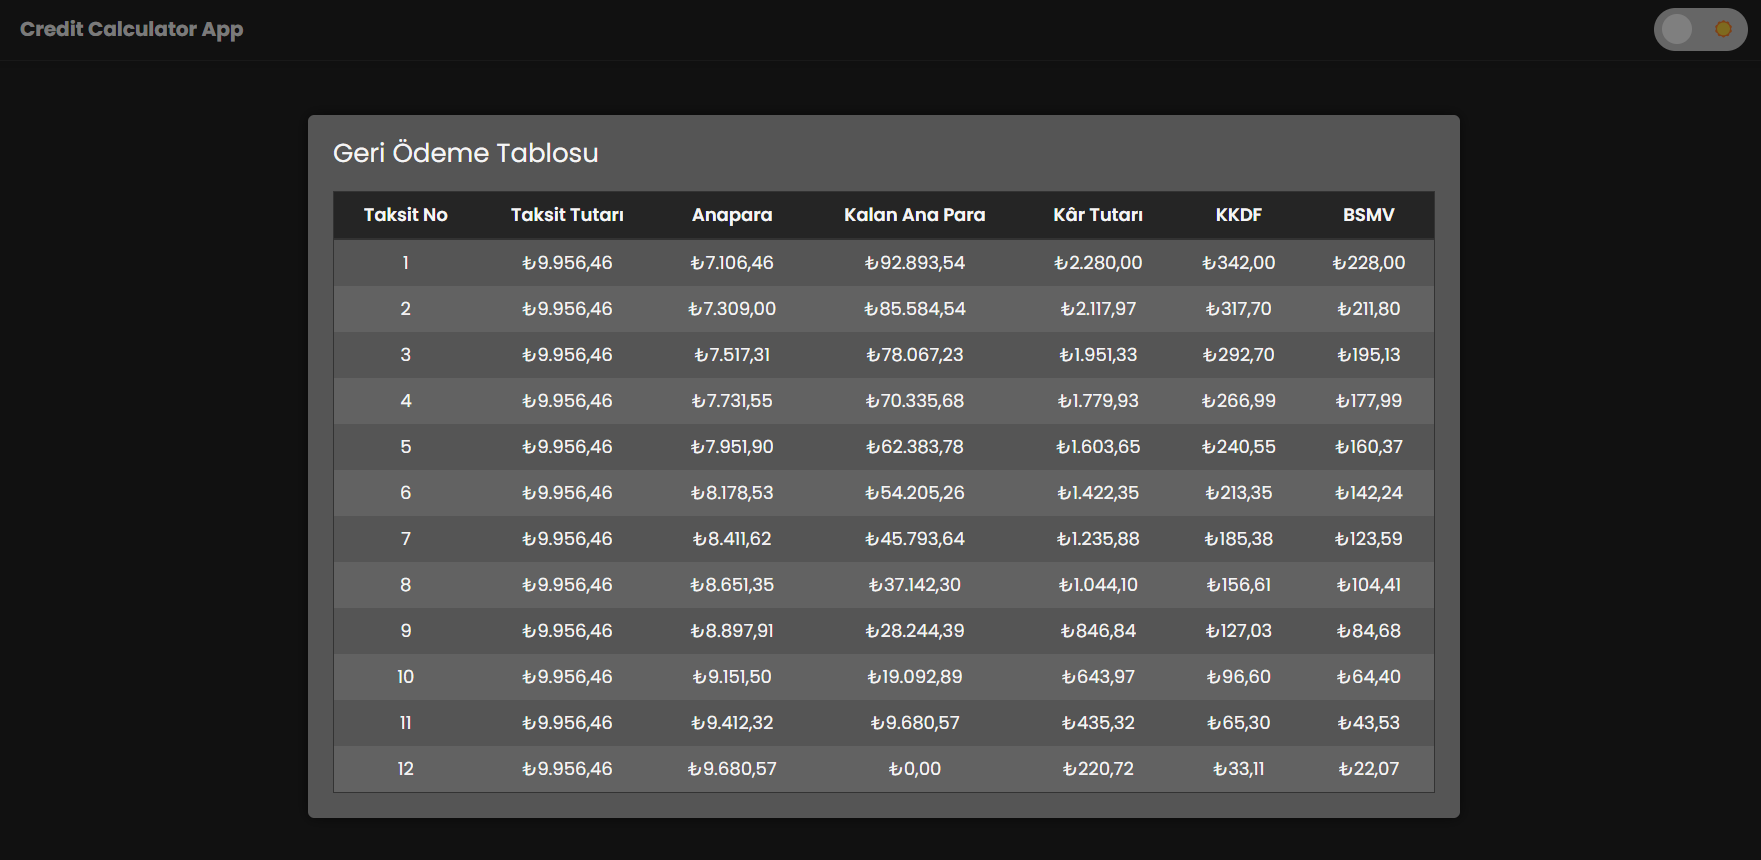 Credit Calculator App
Geri Ödeme Tablosu
Taksit No Taksit Tutarı Anapara Kalan Ana Para Kâr Tutarı KKDF BSMV
1 ₺9.956,46 ₺7.106,46 ₺92.893,54 ₺2.280,00 ₺342,00 ₺228,00
2 ₺9.956,46 ₺7.309,00 ₺85.584,54 ₺2.117,97 ₺317,70 ₺211,80
3 ₺9.956,46 ₺7.517,31 ₺78.067,23 ₺1.951,33 ₺292,70 ₺195,13
4 ₺9.956,46 ₺7.731,55 ₺70.335,68 ₺1.779,93 ₺266,99 ₺177,99
5 ₺9.956,46 ₺7.951,90 ₺62.383,78 ₺1.603,65 ₺240,55 ₺160,37
6 ₺9.956,46 ₺8.178,53 ₺54.205,26 ₺1.422,35 ₺213,35 ₺142,24
7 ₺9.956,46 ₺8.411,62 ₺45.793,64 ₺1.235,88 ₺185,38 ₺123,59
8 ₺9.956,46 ₺8.651,35 ₺37.142,30 ₺1.044,10 ₺156,61 ₺104,41
9 ₺9.956,46 ₺8.897,91 ₺28.244,39 ₺846,84 ₺127,03 ₺84,68
10 ₺9.956,46 ₺9.151,50 ₺19.092,89 ₺643,97 ₺96,60 ₺64,40
11 ₺9.956,46 ₺9.412,32 ₺9.680,57 ₺435,32 ₺65,30 ₺43,53
12 ₺9.956,46 ₺9.680,57 ₺0,00 ₺220,72 ₺33,11 ₺22,07